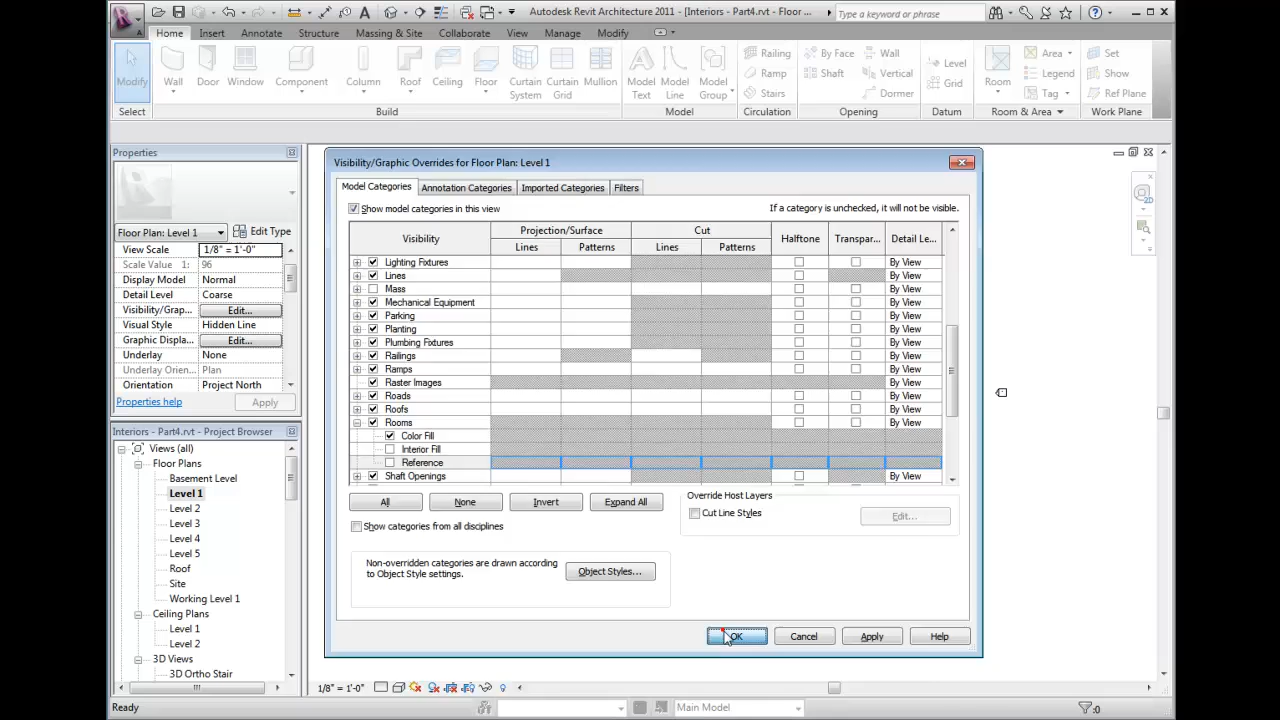 Autodesk Revit Architecture 2011 - [Interiors - Part4.rvt - Floor ...
Type a keyword or phrase
Home Insert Annotate Structure Massing & Site Collaborate View Manage Modify
Modify Wall Door Window Component Column Roof Ceiling Floor Curtain System Curtain Grid Mullion Model Text Model Line Model Group
Railing
Ramp
Stairs
By Face Wall
Shaft Vertical
Dormer
Level
Grid
Room
Area
Legend
Tag
Set
Show
Ref Plane
Select Build Model Circulation Opening Datum Room & Area Work Plane
Properties
Floor Plan: Level 1 Edit Type
View Scale 1/8" = 1'-0"
Scale Value 1: 96
Display Model Normal
Detail Level Coarse
Visibility/Grap... Edit...
Visual Style Hidden Line
Graphic Displa... Edit...
Underlay None
Underlay Orien... Plan
Orientation Project North
Properties help Apply
Interiors - Part4.rvt - Project Browser
Views (all)
Floor Plans
Basement Level
Level 1
Level 2
Level 3
Level 4
Level 5
Roof
Site
Working Level 1
Ceiling Plans
Level 1
Level 2
3D Views
3D Ortho Stair
Visibility/Graphic Overrides for Floor Plan: Level 1
Model Categories Annotation Categories Imported Categories Filters
Show model categories in this view If a category is unchecked, it will not be visible.
Visibility Projection/Surface Cut Halftone Transpar... Detail Le...
Lines Patterns Lines Patterns
Lighting Fixtures By View
Lines By View
Mass By View
Mechanical Equipment By View
Parking By View
Planting By View
Plumbing Fixtures By View
Railings By View
Ramps By View
Raster Images By View
Roads By View
Roofs By View
Rooms By View
Color Fill
Interior Fill
Reference
Shaft Openings By View
All None Invert Expand All
Override Host Layers
Cut Line Styles Edit...
Show categories from all disciplines
Non-overridden categories are drawn according
to Object Style settings.
Object Styles...
OK Cancel Apply Help
1/8" = 1'-0"
Ready
Main Model
:0